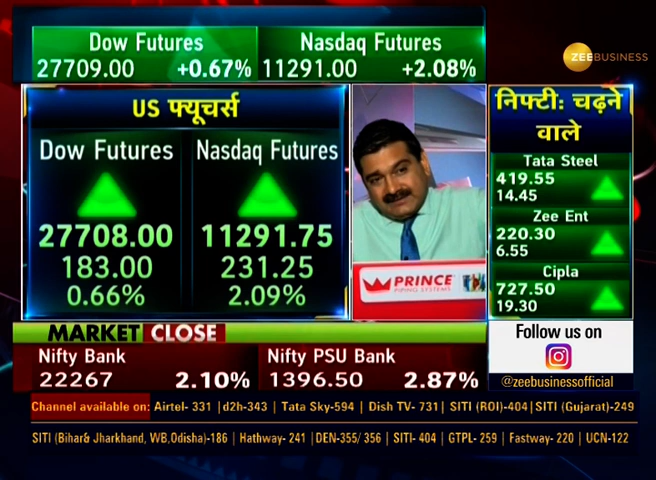 Dow Futures
27709.00 +0.67%
Nasdaq Futures
11291.00 +2.08%
ZEE BUSINESS
US फ्यूचर्स
Dow Futures
27708.00
183.00
0.66%
Nasdaq Futures
11291.75
231.25
2.09%
PRINCE
PIPING SYSTEMS
निफ्टी: चढ़ने
वाले
Tata Steel
419.55
14.45
Zee Ent
220.30
6.55
Cipla
727.50
19.30
MARKET CLOSE
Nifty Bank
22267 2.10%
Nifty PSU Bank
1396.50 2.87%
Follow us on
@zeebusinessofficial
Channel available on: Airtel- 331 | d2h-343 | Tata Sky-594 | Dish TV- 731| SITI (ROI)-404| SITI (Gujarat)-249
SITI (Bihar& Jharkhand, WB,Odisha)-186 | Hathway- 241 |DEN-355/ 356 | SITI- 404 | GTPL- 259 | Fastway- 220 | UCN-122